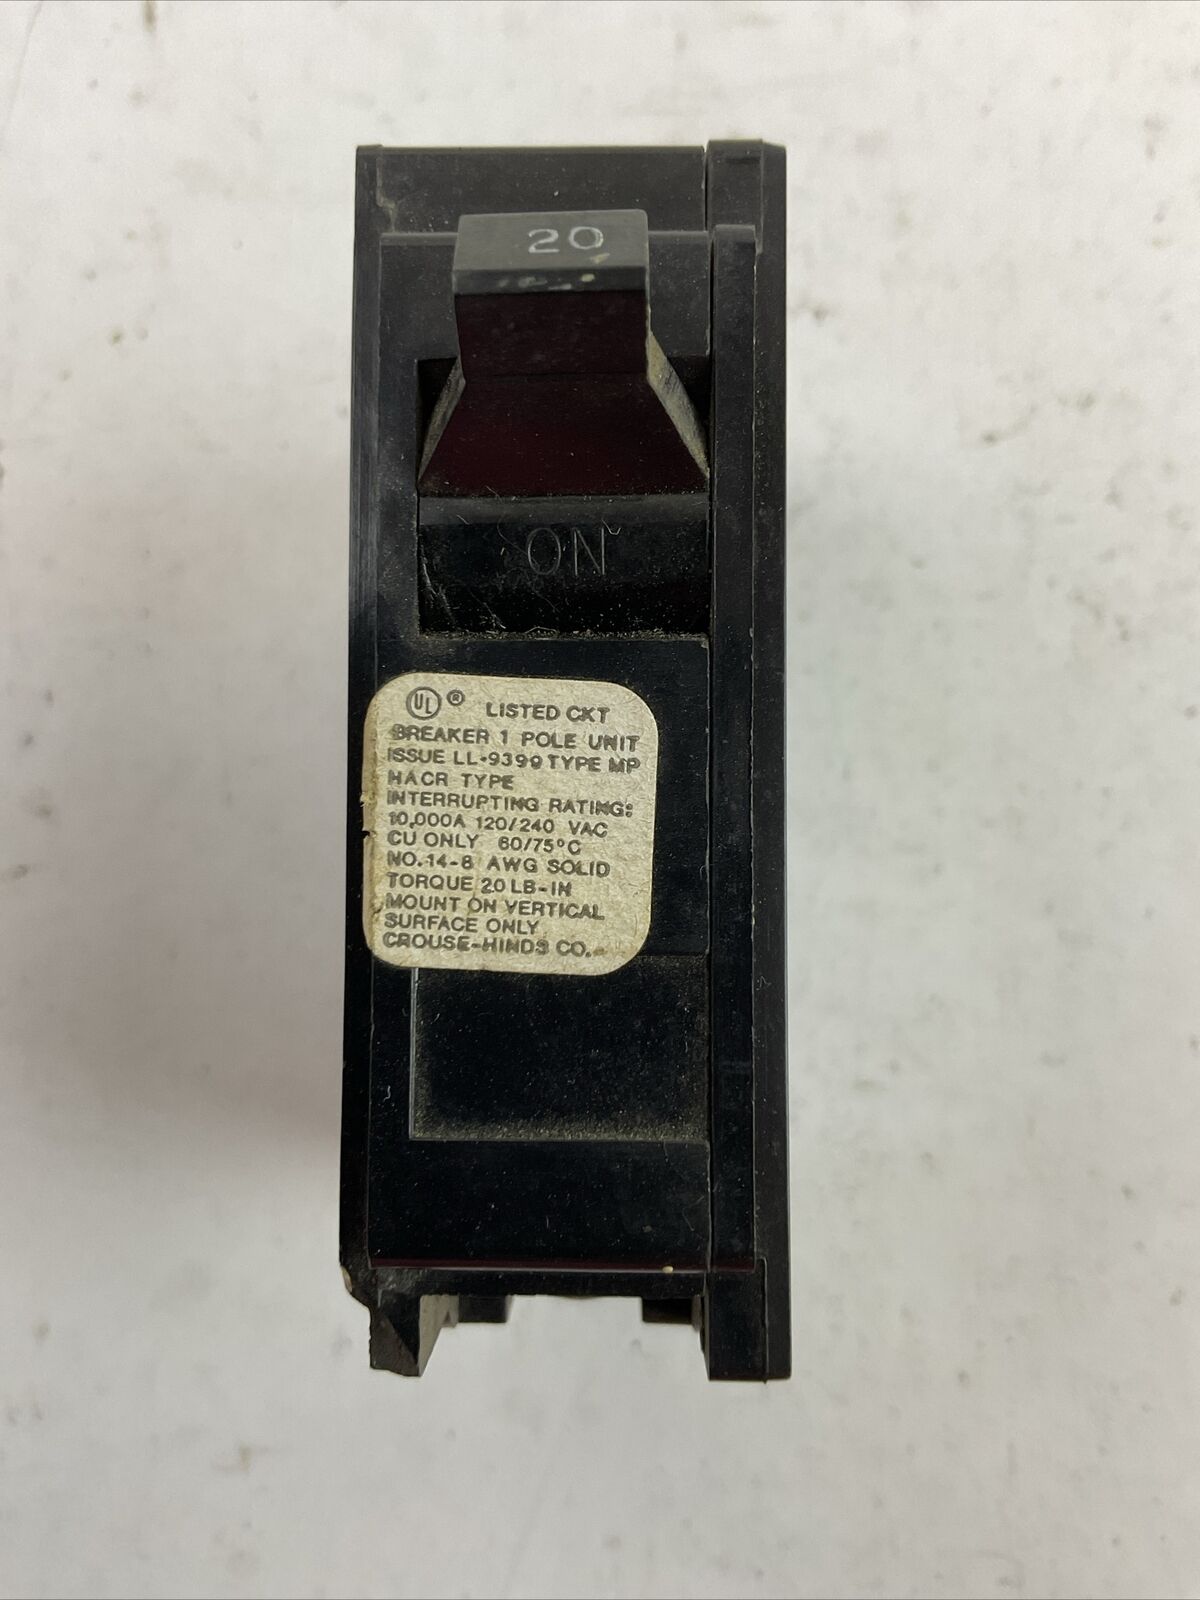 20
ON
UL ® LISTED CKT
BREAKER 1 POLE UNIT
ISSUE LL-9390 TYPE MP
HACR TYPE
INTERRUPTING RATING:
10,000A 120/240 VAC
CU ONLY 60/75°C
NO. 14-8 AWG SOLID
TORQUE 20 LB-IN
MOUNT ON VERTICAL
SURFACE ONLY
CROUSE-HINDS CO.